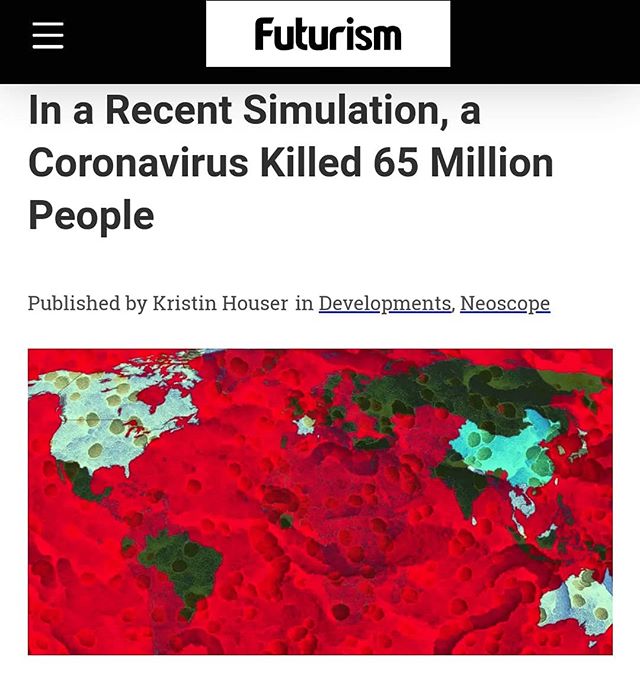 Futurism
In a Recent Simulation, a
Coronavirus Killed 65 Million
People
Published by Kristin Houser in Developments, Neoscope